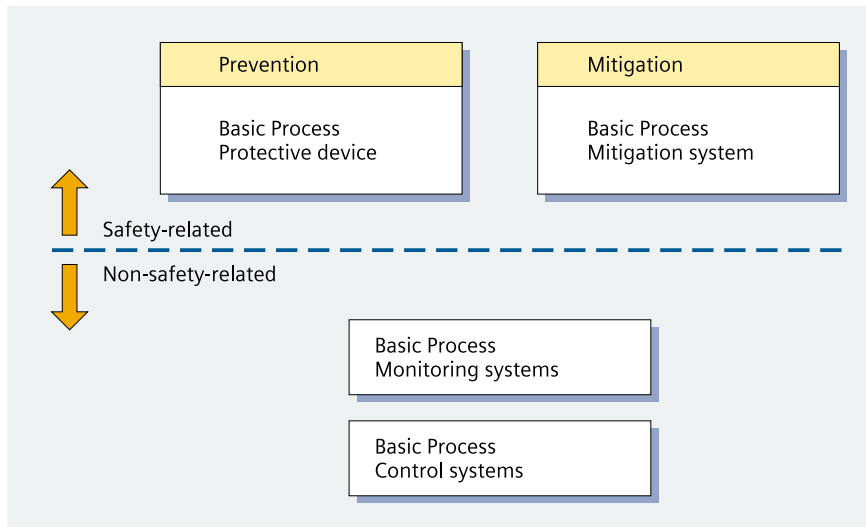 Prevention
Basic Process
Protective device
Mitigation
Basic Process
Mitigation system
Safety-related
Non-safety-related
Basic Process
Monitoring systems
Basic Process
Control systems